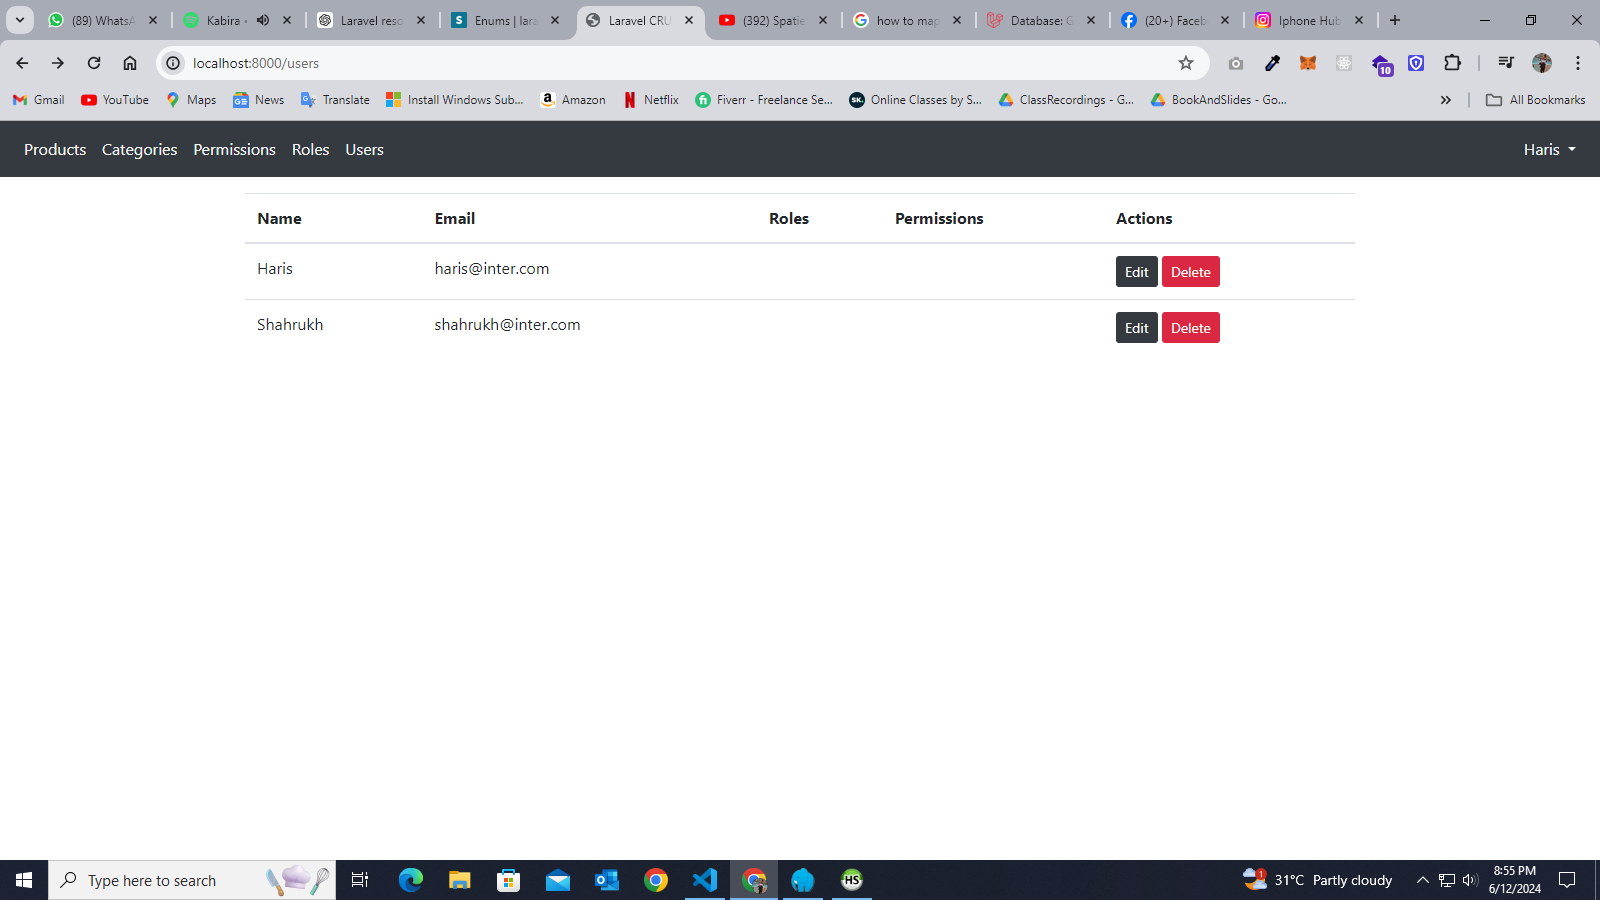 (89) WhatsA
Kabira •
Laravel reso
Enums | lara
Laravel CRU
(392) Spatie
how to map
Database: G
(20+) Faceb
Iphone Hub
localhost:8000/users
10
Gmail
YouTube
Maps
News
Translate
Install Windows Sub...
Amazon
Netflix
Fiverr - Freelance Se...
Online Classes by S...
ClassRecordings - G...
BookAndSlides - Go...
All Bookmarks
Products Categories Permissions Roles Users
Haris
Name Email Roles Permissions Actions
Haris haris@inter.com Edit Delete
Shahrukh shahrukh@inter.com Edit Delete
Type here to search
HS
1
31°C Partly cloudy
8:55 PM
6/12/2024